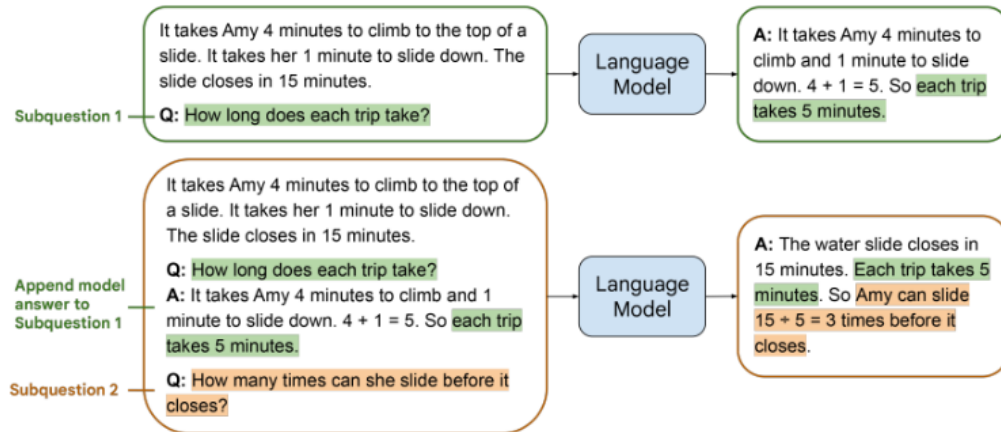 It takes Amy 4 minutes to climb to the top of a
slide. It takes her 1 minute to slide down. The
slide closes in 15 minutes.
Subquestion 1
Q: How long does each trip take?
Language
Model
A: It takes Amy 4 minutes to
climb and 1 minute to slide
down. 4 + 1 = 5. So each trip
takes 5 minutes.
It takes Amy 4 minutes to climb to the top of
a slide. It takes her 1 minute to slide down.
The slide closes in 15 minutes.
Q: How long does each trip take?
Append model
answer to
Subquestion 1
A: It takes Amy 4 minutes to climb and 1
minute to slide down. 4 + 1 = 5. So each trip
takes 5 minutes.
Subquestion 2
Q: How many times can she slide before it
closes?
Language
Model
A: The water slide closes in
15 minutes. Each trip takes 5
minutes. So Amy can slide
15 ÷ 5 = 3 times before it
closes.